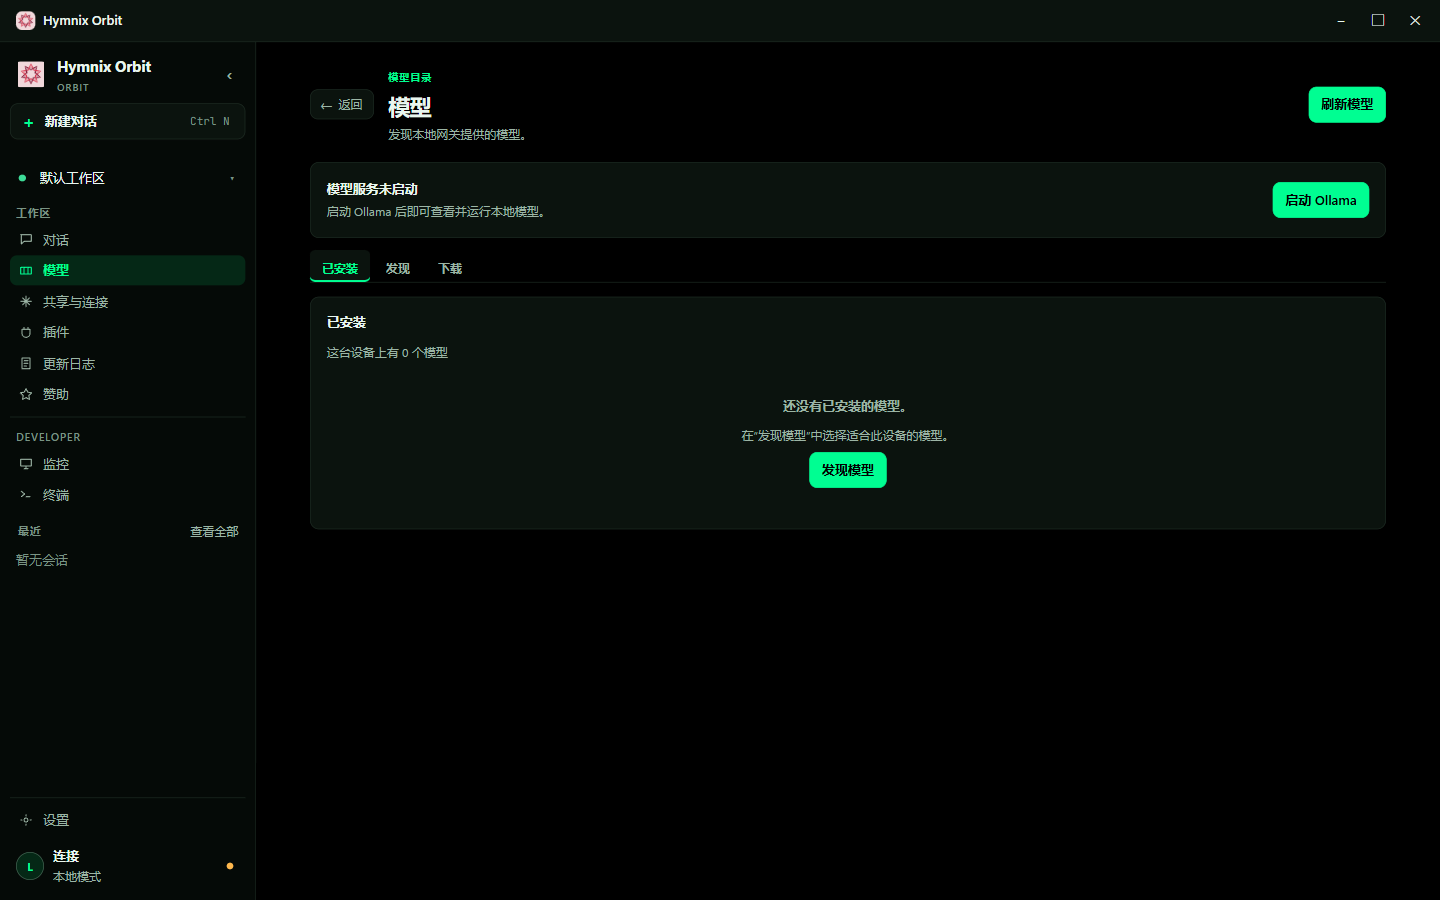 Hymnix Orbit
Hymnix Orbit
ORBIT
+ 新建对话 Ctrl N
默认工作区
工作区
对话
模型
共享与连接
插件
更新日志
赞助
DEVELOPER
监控
终端
最近 查看全部
暂无会话
设置
L
连接
本地模式
← 返回
模型目录
模型
发现本地网关提供的模型。
刷新模型
模型服务未启动
启动 Ollama 后即可查看并运行本地模型。
启动 Ollama
已安装 发现 下载
已安装
这台设备上有 0 个模型
还没有已安装的模型。
在"发现模型"中选择适合此设备的模型。
发现模型